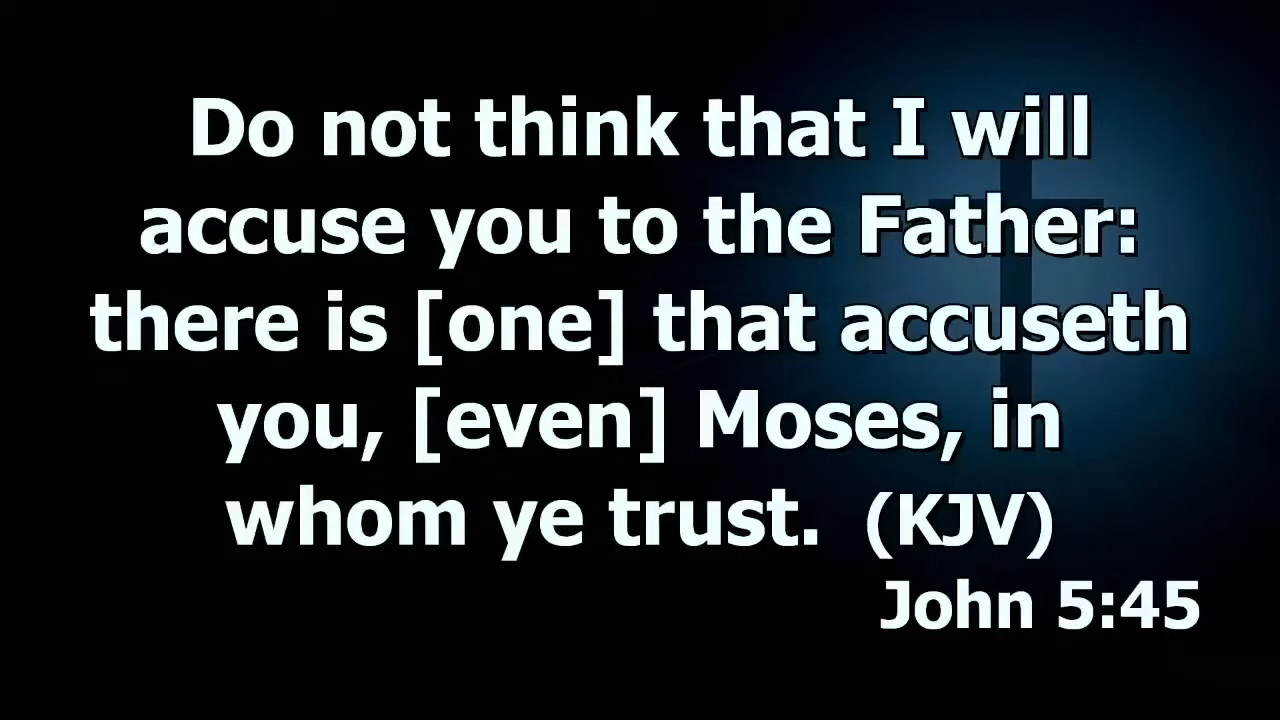 Do not think that I will
accuse you to the Father:
there is [one] that accuseth
you, [even] Moses, in
whom ye trust. (KJV)
John 5:45